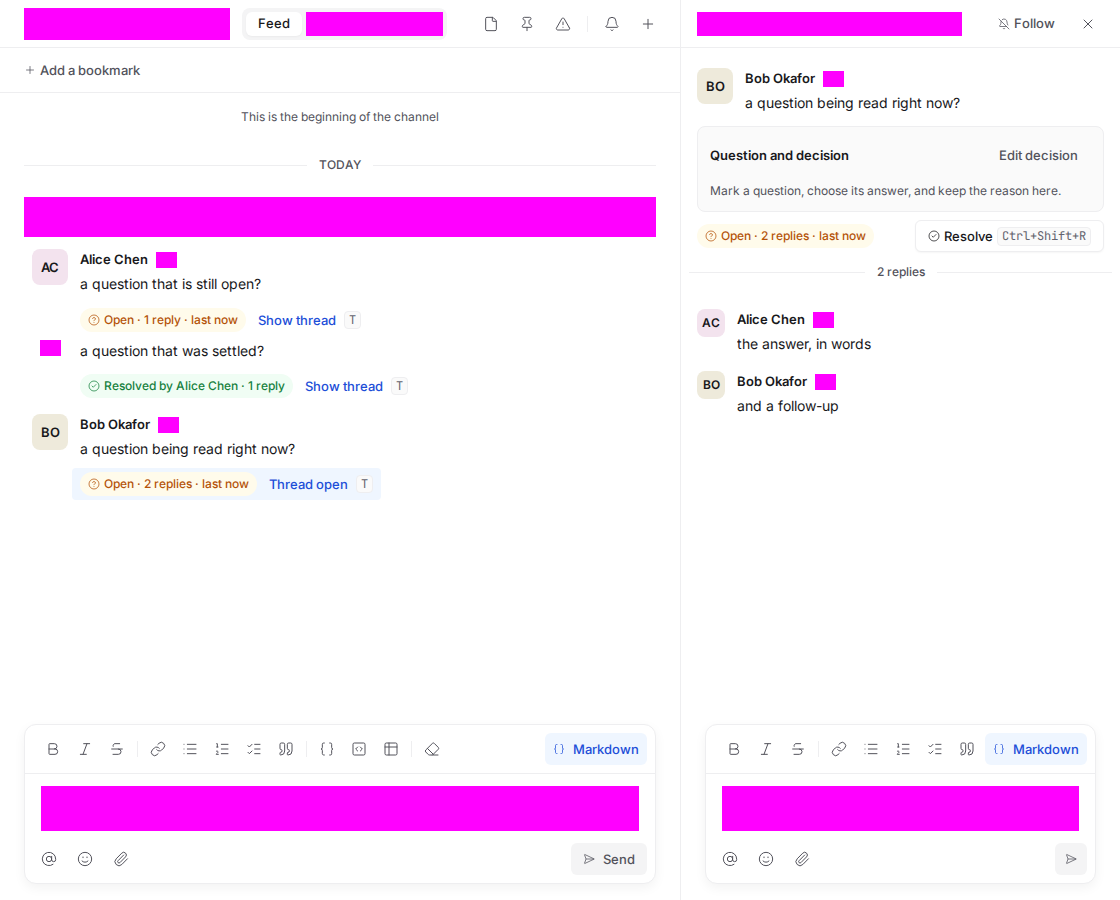 Feed
Add a bookmark
This is the beginning of the channel
TODAY
AC
Alice Chen
a question that is still open?
Open · 1 reply · last now
Show thread
T
a question that was settled?
Resolved by Alice Chen · 1 reply
Show thread
T
BO
Bob Okafor
a question being read right now?
Open · 2 replies · last now
Thread open
T
Markdown
Send
Follow
BO
Bob Okafor
a question being read right now?
Question and decision
Edit decision
Mark a question, choose its answer, and keep the reason here.
Open · 2 replies · last now
Resolve
Ctrl+Shift+R
2 replies
AC
Alice Chen
the answer, in words
BO
Bob Okafor
and a follow-up
Markdown